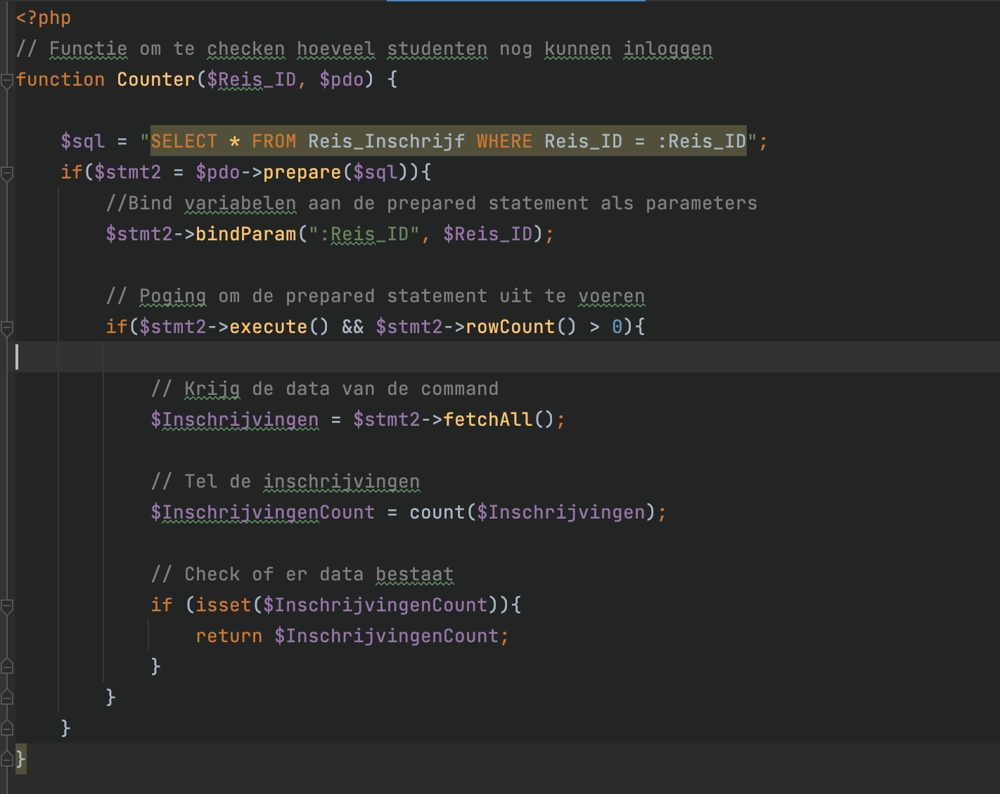 <?php
// Functie om te checken hoeveel studenten nog kunnen inloggen
function Counter($Reis_ID, $pdo) {
$sql = "SELECT * FROM Reis_Inschrijf WHERE Reis_ID = :Reis_ID";
if($stmt2 = $pdo->prepare($sql)){
//Bind variabelen aan de prepared statement als parameters
$stmt2->bindParam(":Reis_ID", $Reis_ID);
// Poging om de prepared statement uit te voeren
if($stmt2->execute() && $stmt2->rowCount() > 0){
// Krijg de data van de command
$Inschrijvingen = $stmt2->fetchAll();
// Tel de inschrijvingen
$InschrijvingenCount = count($Inschrijvingen);
// Check of er data bestaat
if (isset($InschrijvingenCount)){
return $InschrijvingenCount;
}
}
}
}